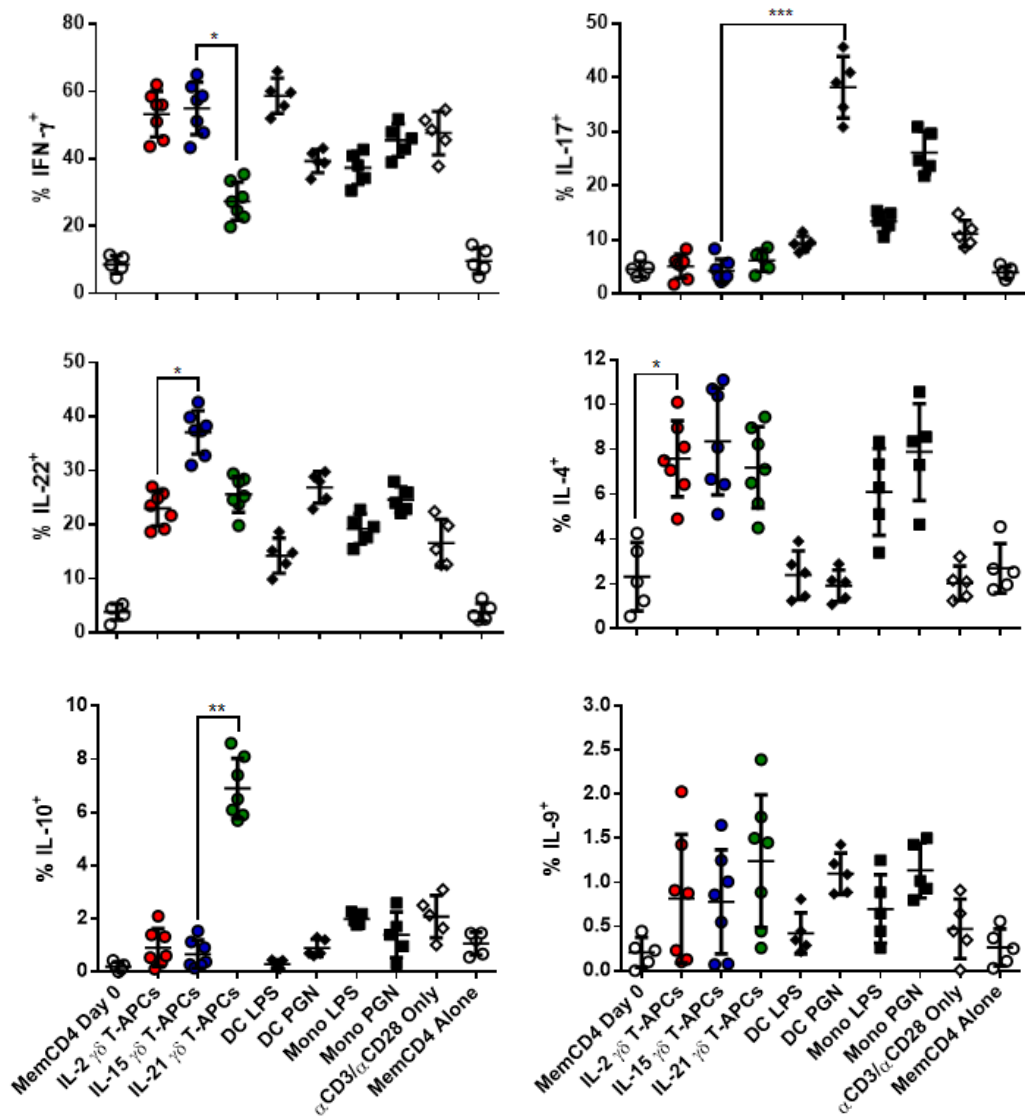 % IFN-γ⁺
80
60
40
20
0
*
% IL-17⁺
50
40
30
20
10
0
***
% IL-22⁺
50
40
30
20
10
0
*
% IL-4⁺
12
10
8
6
4
2
0
*
% IL-10⁺
10
8
6
4
2
0
**
MemCD4 Day 0
IL-2 γδ T-APCs
IL-15 γδ T-APCs
IL-21 γδ T-APCs
DC LPS
DC PGN
Mono LPS
Mono PGN
αCD3/αCD28 Only
MemCD4 Alone
% IL-9⁺
3.0
2.5
2.0
1.5
1.0
0.5
0.0
MemCD4 Day 0
IL-2 γδ T-APCs
IL-15 γδ T-APCs
IL-21 γδ T-APCs
DC LPS
DC PGN
Mono LPS
Mono PGN
αCD3/αCD28 Only
MemCD4 Alone